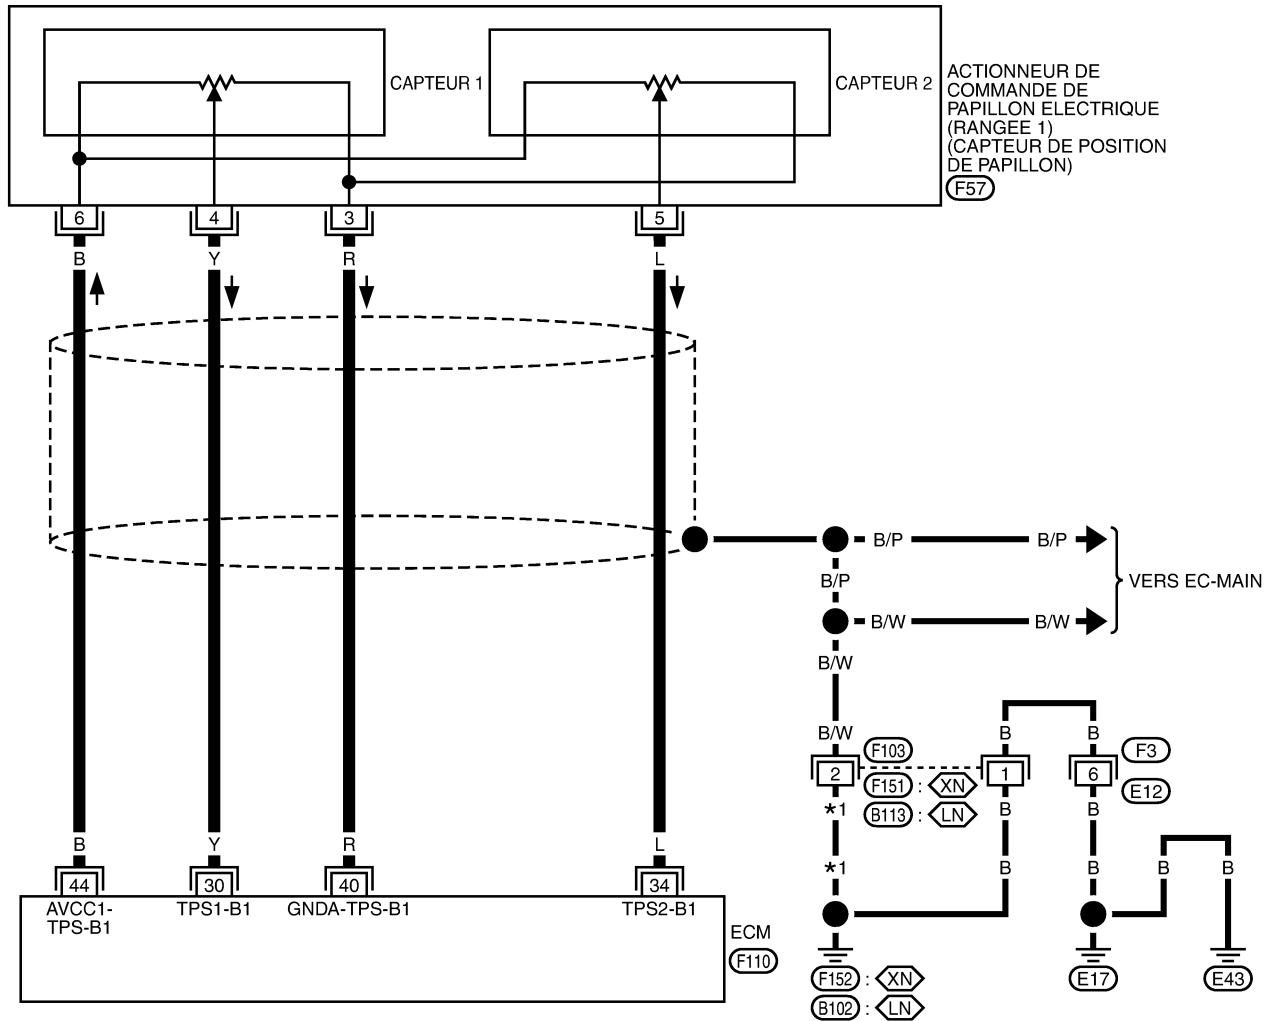 CAPTEUR 1
CAPTEUR 2
ACTIONNEUR DE
COMMANDE DE
PAPILLON ELECTRIQUE
(RANGEE 1)
(CAPTEUR DE POSITION
DE PAPILLON)
F57
6 4 3 5
B Y R L
B/P B/P
B/P
VERS EC-MAIN
B/W B/W
B/W
B/W B B
F103 F3
2 1 6
F151 : XN
E12
*1 B113 : LN B B
*1 B B B B
B Y R L
44 30 40 34
AVCC1-
TPS-B1
TPS1-B1
GNDA-TPS-B1
TPS2-B1
ECM
F110
F152 : XN
B102 : LN
E17
E43